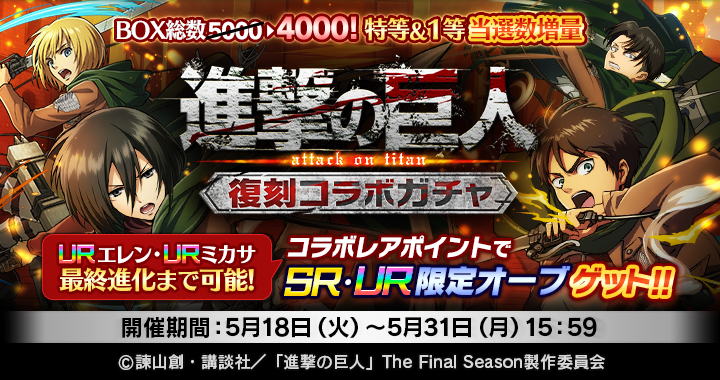 BOX総数5000▶4000! 特等&1等当選数増量
進撃の巨人
attack on titan
復刻コラボガチャ
URエレン・URミカサ
最終進化まで可能!
コラボレアポイントで
SR・UR限定オーブゲット!!
開催期間:5月18日(火)~5月31日(月)15:59
©諫山創・講談社/「進撃の巨人」The Final Season製作委員会